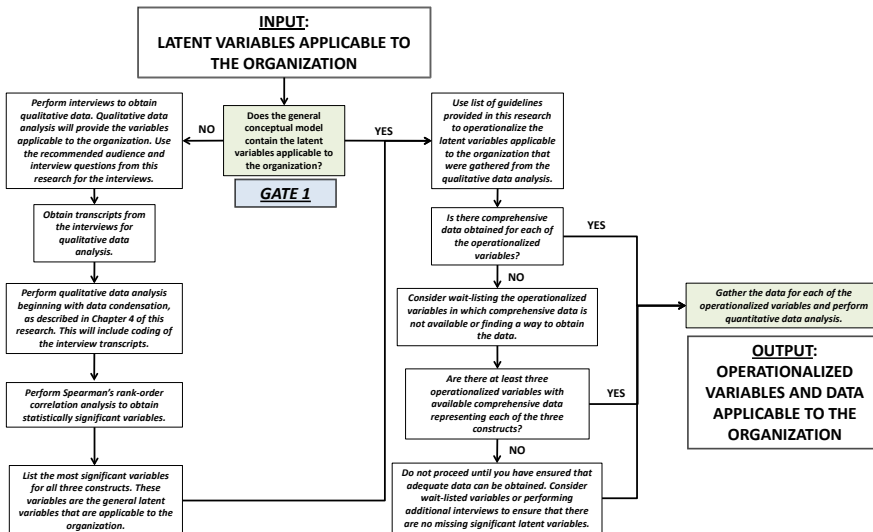 INPUT:
LATENT VARIABLES APPLICABLE TO
THE ORGANIZATION
Perform interviews to obtain
qualitative data. Qualitative data
analysis will provide the variables
applicable to the organization. Use
the recommended audience and
interview questions from this
research for the interviews.
NO
Does the general
conceptual model
contain the latent
variables applicable to
the organization?
YES
GATE 1
Use list of guidelines
provided in this research
to operationalize the
latent variables applicable
to the organization that
were gathered from the
qualitative data analysis.
Obtain transcripts from
the interviews for
qualitative data
analysis.
Is there comprehensive
data obtained for each of
the operationalized
variables?
YES
NO
Perform qualitative data analysis
beginning with data condensation,
as described in Chapter 4 of this
research. This will include coding of
the interview transcripts.
Consider wait-listing the operationalized
variables in which comprehensive data is
not available or finding a way to obtain
the data.
Gather the data for each of the
operationalized variables and perform
quantitative data analysis.
OUTPUT:
OPERATIONALIZED
VARIABLES AND DATA
APPLICABLE TO THE
ORGANIZATION
Perform Spearman's rank-order
correlation analysis to obtain
statistically significant variables.
Are there at least three
operationalized variables with
available comprehensive data
representing each of the three
constructs?
YES
NO
List the most significant variables
for all three constructs. These
variables are the general latent
variables that are applicable to the
organization.
Do not proceed until you have ensured that
adequate data can be obtained. Consider
wait-listed variables or performing
additional interviews to ensure that there
are no missing significant latent variables.